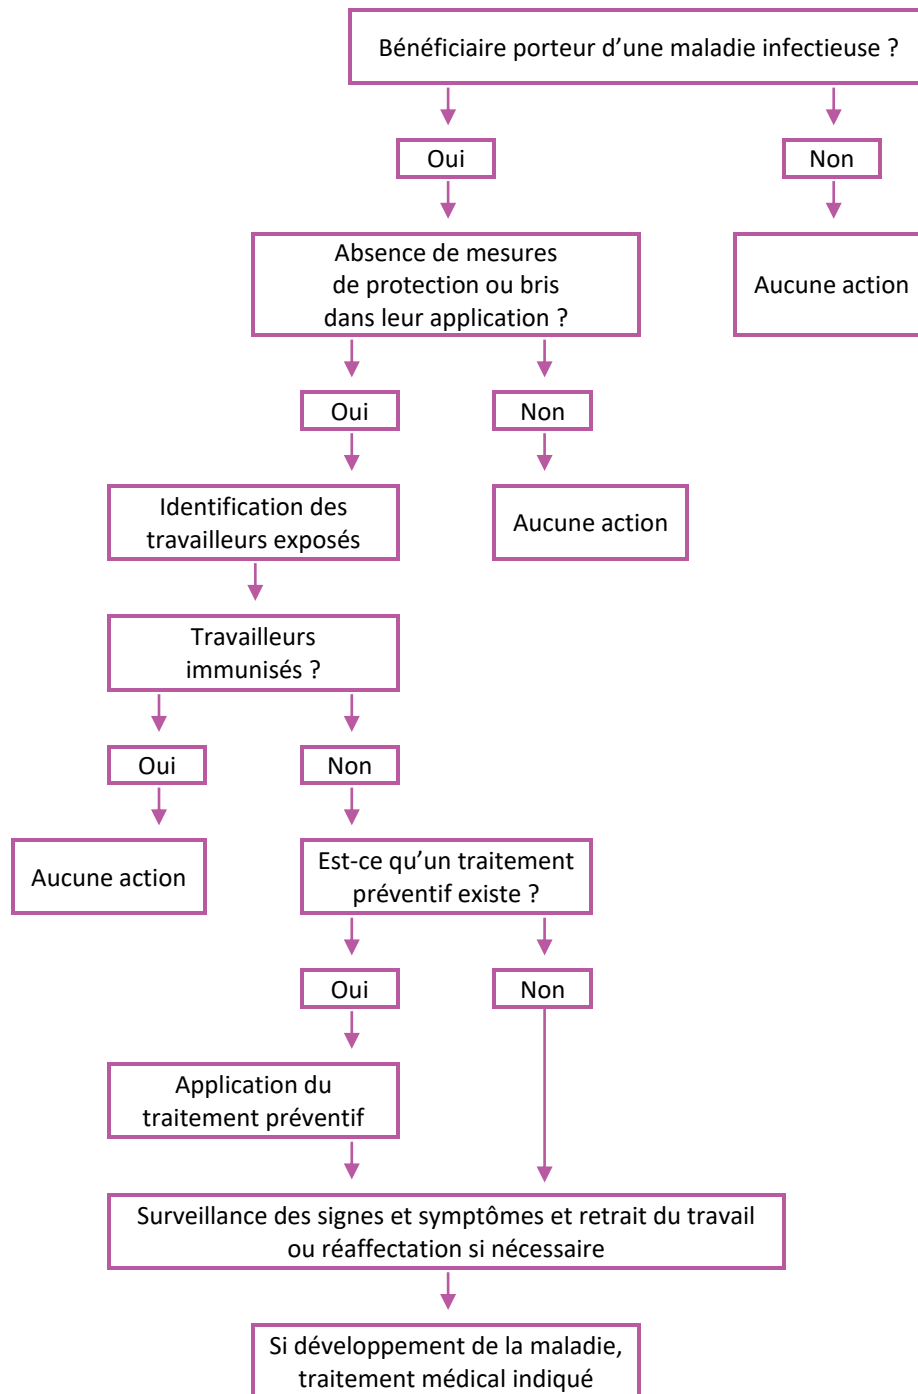 Bénéficiaire porteur d’une maladie infectieuse ?
Oui
Non
Absence de mesures
de protection ou bris
dans leur application ?
Aucune action
Oui
Non
Identification des
travailleurs exposés
Aucune action
Travailleurs
immunisés ?
Oui
Non
Aucune action
Est-ce qu’un traitement
préventif existe ?
Oui
Non
Application du
traitement préventif
Surveillance des signes et symptômes et retrait du travail
ou réaffectation si nécessaire
Si développement de la maladie,
traitement médical indiqué